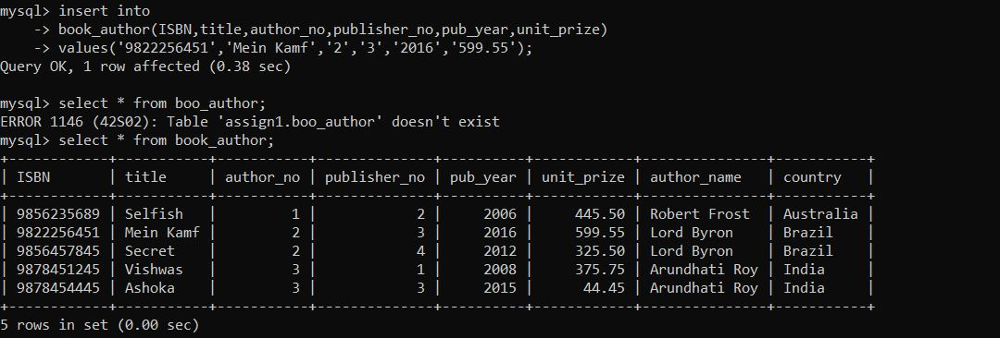 mysql> insert into
    -> book_author(ISBN,title,author_no,publisher_no,pub_year,unit_prize)
    -> values('9822256451','Mein Kamf','2','3','2016','599.55');
Query OK, 1 row affected (0.38 sec)

mysql> select * from boo_author;
ERROR 1146 (42S02): Table 'assign1.boo_author' doesn't exist
mysql> select * from book_author;
+------------+-----------+-----------+--------------+----------+------------+---------------+-----------+
| ISBN       | title     | author_no | publisher_no | pub_year | unit_prize | author_name   | country   |
+------------+-----------+-----------+--------------+----------+------------+---------------+-----------+
| 9856235689 | Selfish   |         1 |            2 |     2006 |     445.50 | Robert Frost  | Australia |
| 9822256451 | Mein Kamf |         2 |            3 |     2016 |     599.55 | Lord Byron    | Brazil    |
| 9856457845 | Secret    |         2 |            4 |     2012 |     325.50 | Lord Byron    | Brazil    |
| 9878451245 | Vishwas   |         3 |            1 |     2008 |     375.75 | Arundhati Roy | India     |
| 9878454445 | Ashoka    |         3 |            3 |     2015 |      44.45 | Arundhati Roy | India     |
+------------+-----------+-----------+--------------+----------+------------+---------------+-----------+
5 rows in set (0.00 sec)